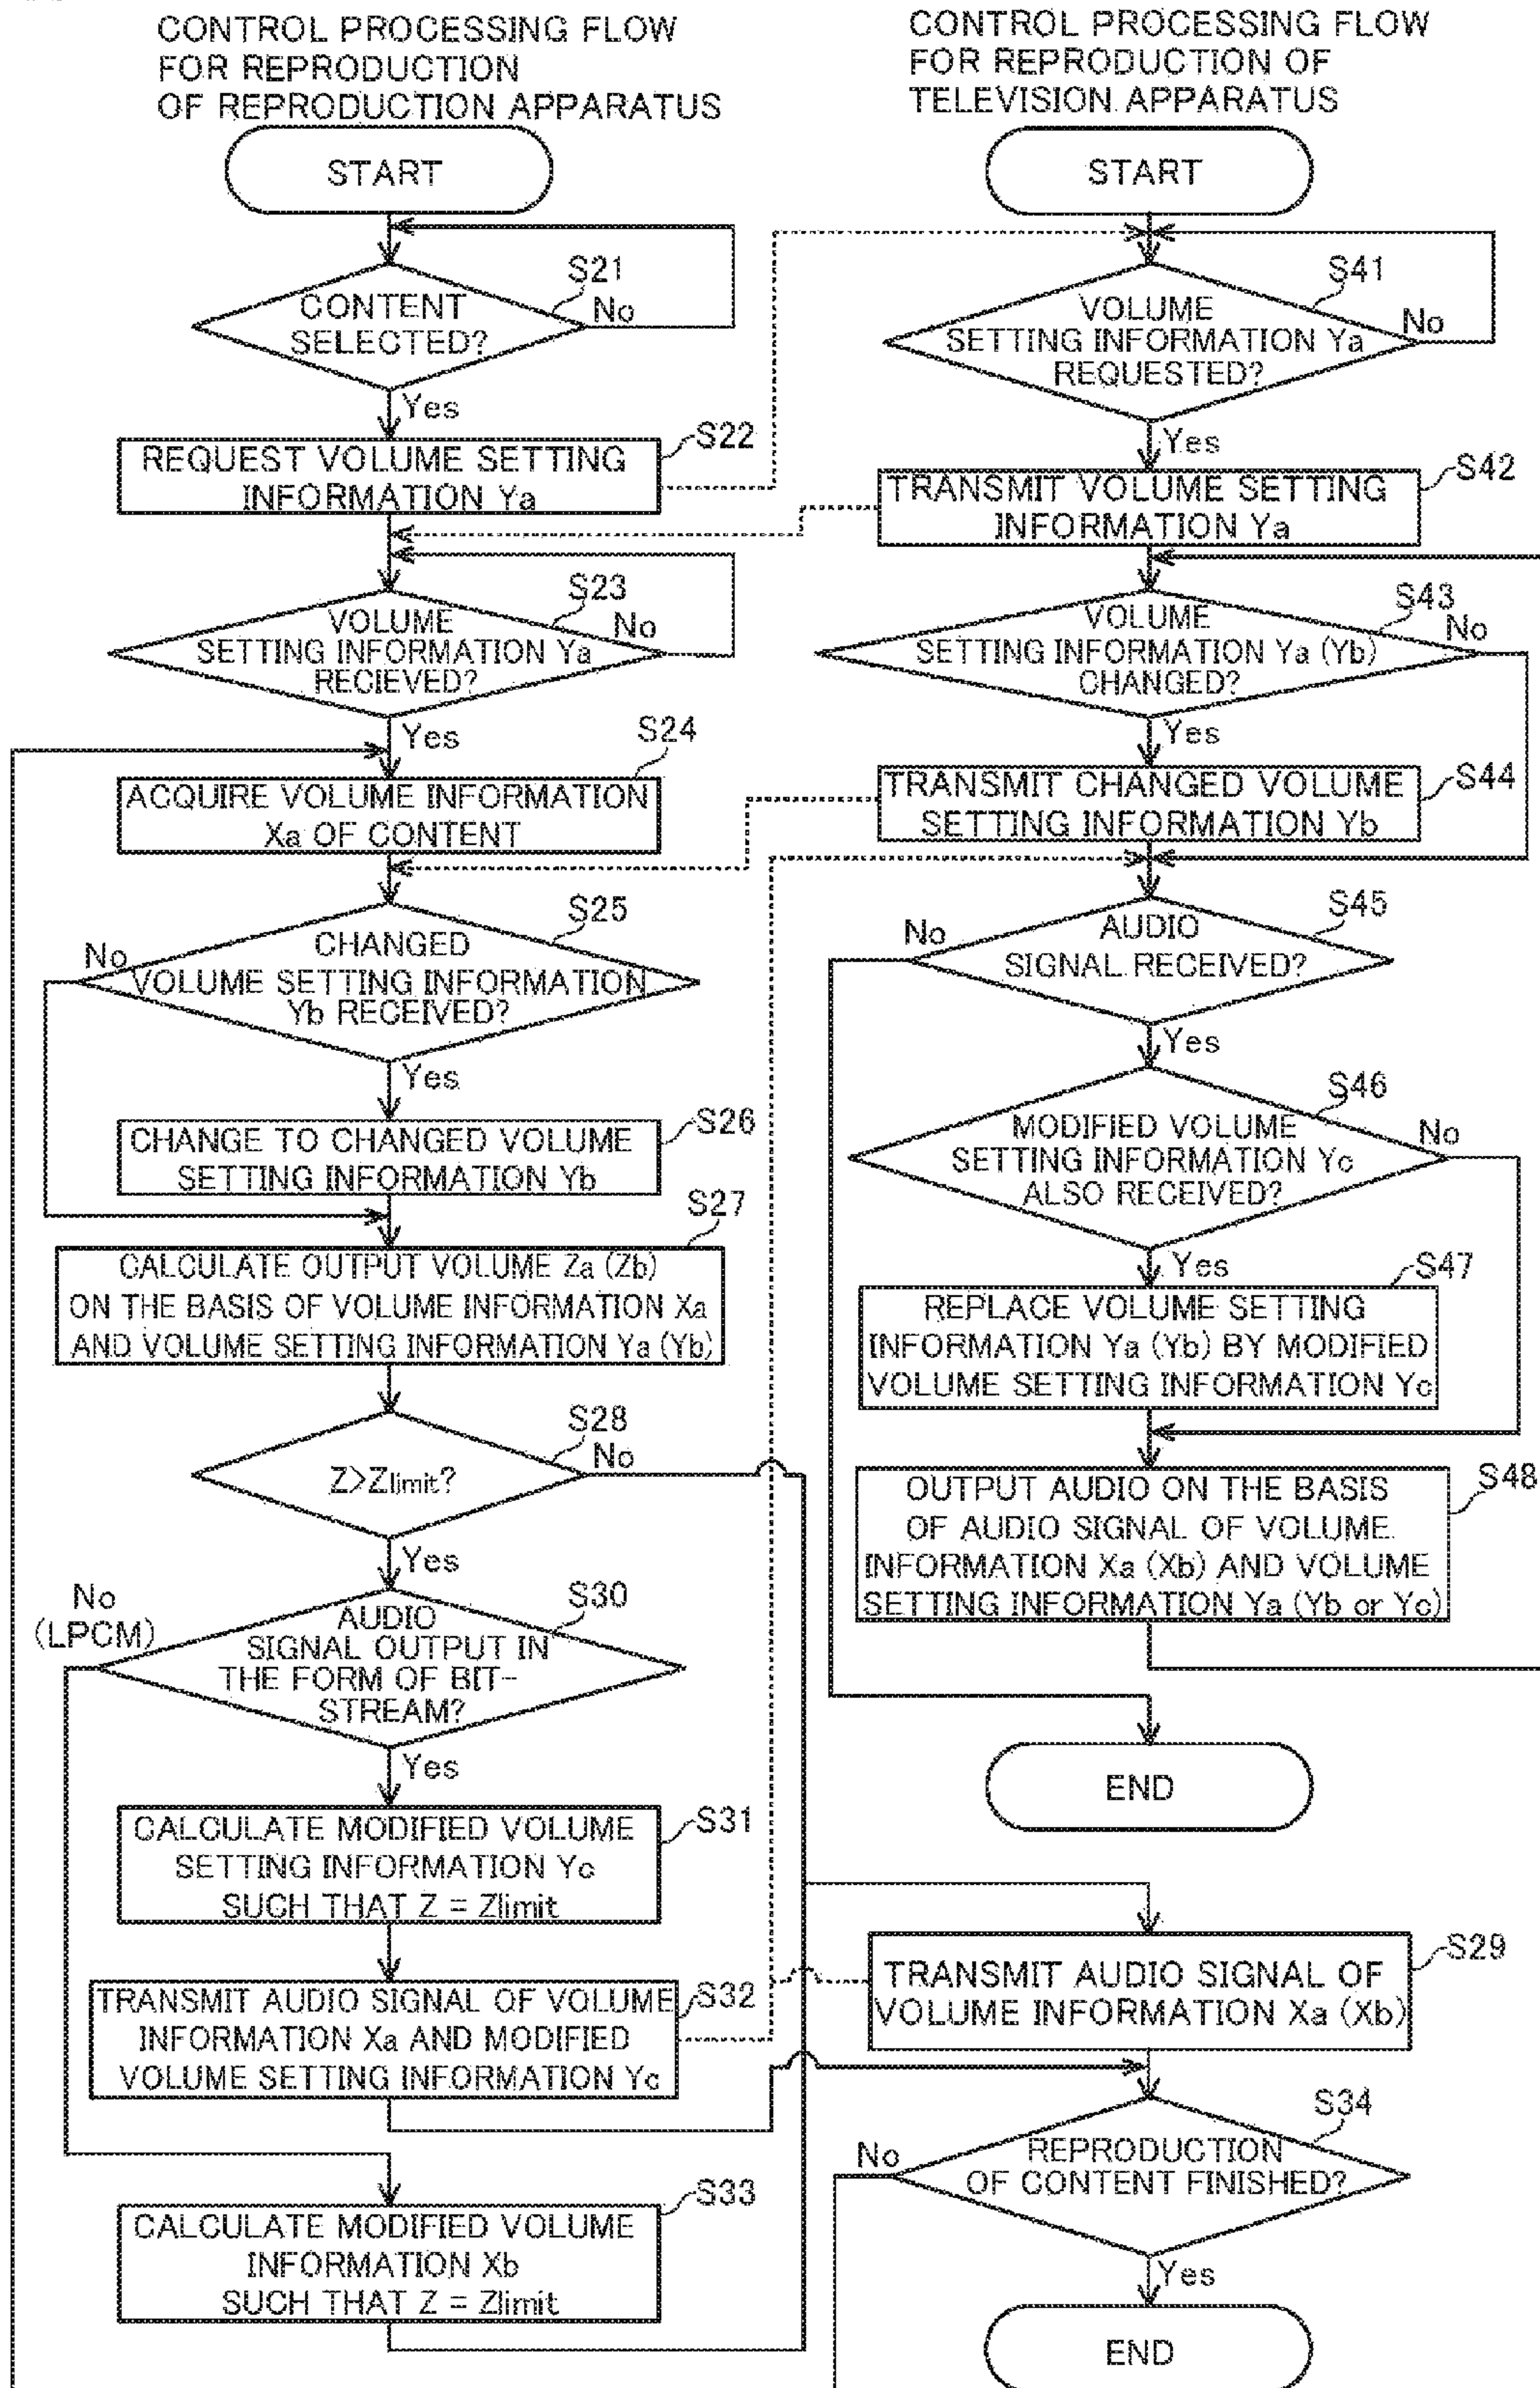 CONTROL PROCESSING FLOW
FOR REPRODUCTION
OF REPRODUCTION APPARATUS
START
S21
CONTENT
SELECTED?
No
Yes
S22
REQUEST VOLUME SETTING
INFORMATION Ya
S23
VOLUME
SETTING INFORMATION Ya
RECIEVED?
No
Yes
S24
ACQUIRE VOLUME INFORMATION
Xa OF CONTENT
S25
CHANGED
VOLUME SETTING INFORMATION
Yb RECEIVED?
No
Yes
S26
CHANGE TO CHANGED VOLUME
SETTING INFORMATION Yb
S27
CALCULATE OUTPUT VOLUME Za (Zb)
ON THE BASIS OF VOLUME INFORMATION Xa
AND VOLUME SETTING INFORMATION Ya (Yb)
S28
Z>Zlimit?
No
Yes
No
(LPCM)
S30
AUDIO
SIGNAL OUTPUT IN
THE FORM OF BIT-
STREAM?
Yes
S31
CALCULATE MODIFIED VOLUME
SETTING INFORMATION Yc
SUCH THAT Z = Zlimit
S32
TRANSMIT AUDIO SIGNAL OF VOLUME
INFORMATION Xa AND MODIFIED
VOLUME SETTING INFORMATION Yc
S33
CALCULATE MODIFIED VOLUME
INFORMATION Xb
SUCH THAT Z = Zlimit
CONTROL PROCESSING FLOW
FOR REPRODUCTION OF
TELEVISION APPARATUS
START
S41
VOLUME
SETTING INFORMATION Ya
REQUESTED?
No
Yes
S42
TRANSMIT VOLUME SETTING
INFORMATION Ya
S43
VOLUME
SETTING INFORMATION Ya (Yb)
CHANGED?
No
Yes
S44
TRANSMIT CHANGED VOLUME
SETTING INFORMATION Yb
S45
AUDIO
SIGNAL RECEIVED?
No
Yes
S46
MODIFIED VOLUME
SETTING INFORMATION Yc
ALSO RECEIVED?
No
Yes
S47
REPLACE VOLUME SETTING
INFORMATION Ya (Yb) BY MODIFIED
VOLUME SETTING INFORMATION Yc
S48
OUTPUT AUDIO ON THE BASIS
OF AUDIO SIGNAL OF VOLUME
INFORMATION Xa (Xb) AND VOLUME
SETTING INFORMATION Ya (Yb or Yc)
END
S29
TRANSMIT AUDIO SIGNAL OF
VOLUME INFORMATION Xa (Xb)
S34
REPRODUCTION
OF CONTENT FINISHED?
No
Yes
END